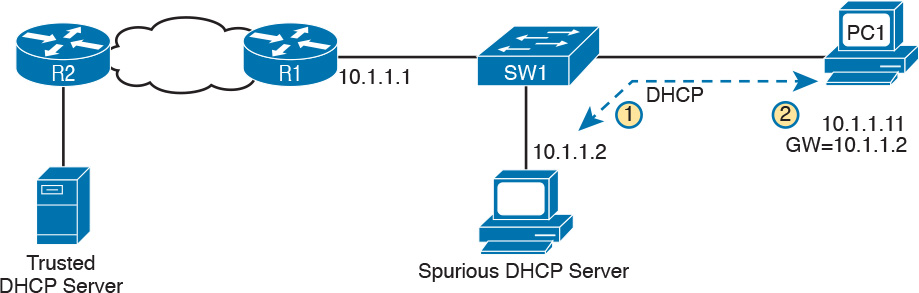 PC1
R2
R1
10.1.1.1
SW1
DHCP
1
2
10.1.1.11
GW=10.1.1.2
10.1.1.2
Trusted
DHCP Server
Spurious DHCP Server